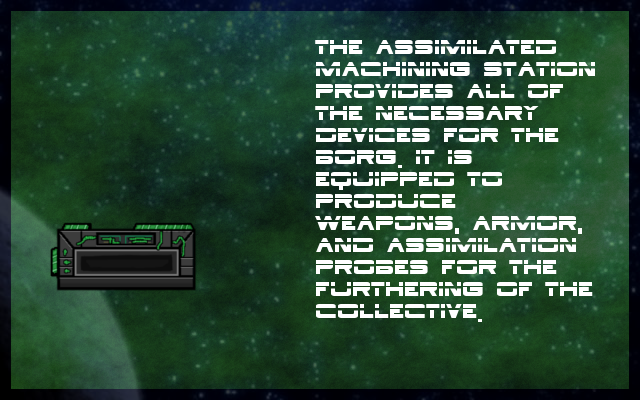 THE ASSIMILATED
MACHINING STATION
PROVIDES ALL OF
THE NECESSARY
DEVICES FOR THE
BORG. IT IS
EQUIPPED TO
PRODUCE
WEAPONS, ARMOR,
AND ASSIMILATION
PROBES FOR THE
FURTHERING OF THE
COLLECTIVE.